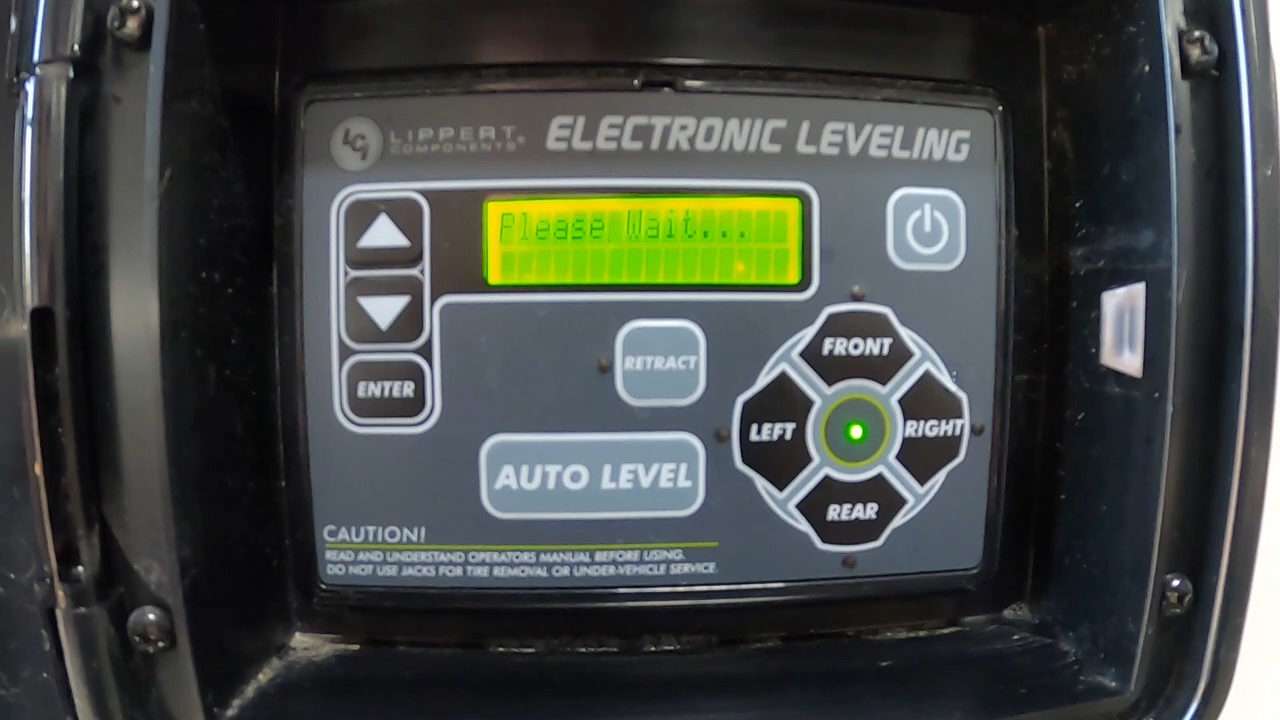 LCI LIPPERT COMPONENTS® ELECTRONIC LEVELING
Please Wait...
ENTER
RETRACT
AUTO LEVEL
FRONT
LEFT
RIGHT
REAR
CAUTION!
READ AND UNDERSTAND OPERATORS MANUAL BEFORE USING.
DO NOT USE JACKS FOR TIRE REMOVAL OR UNDER-VEHICLE SERVICE.